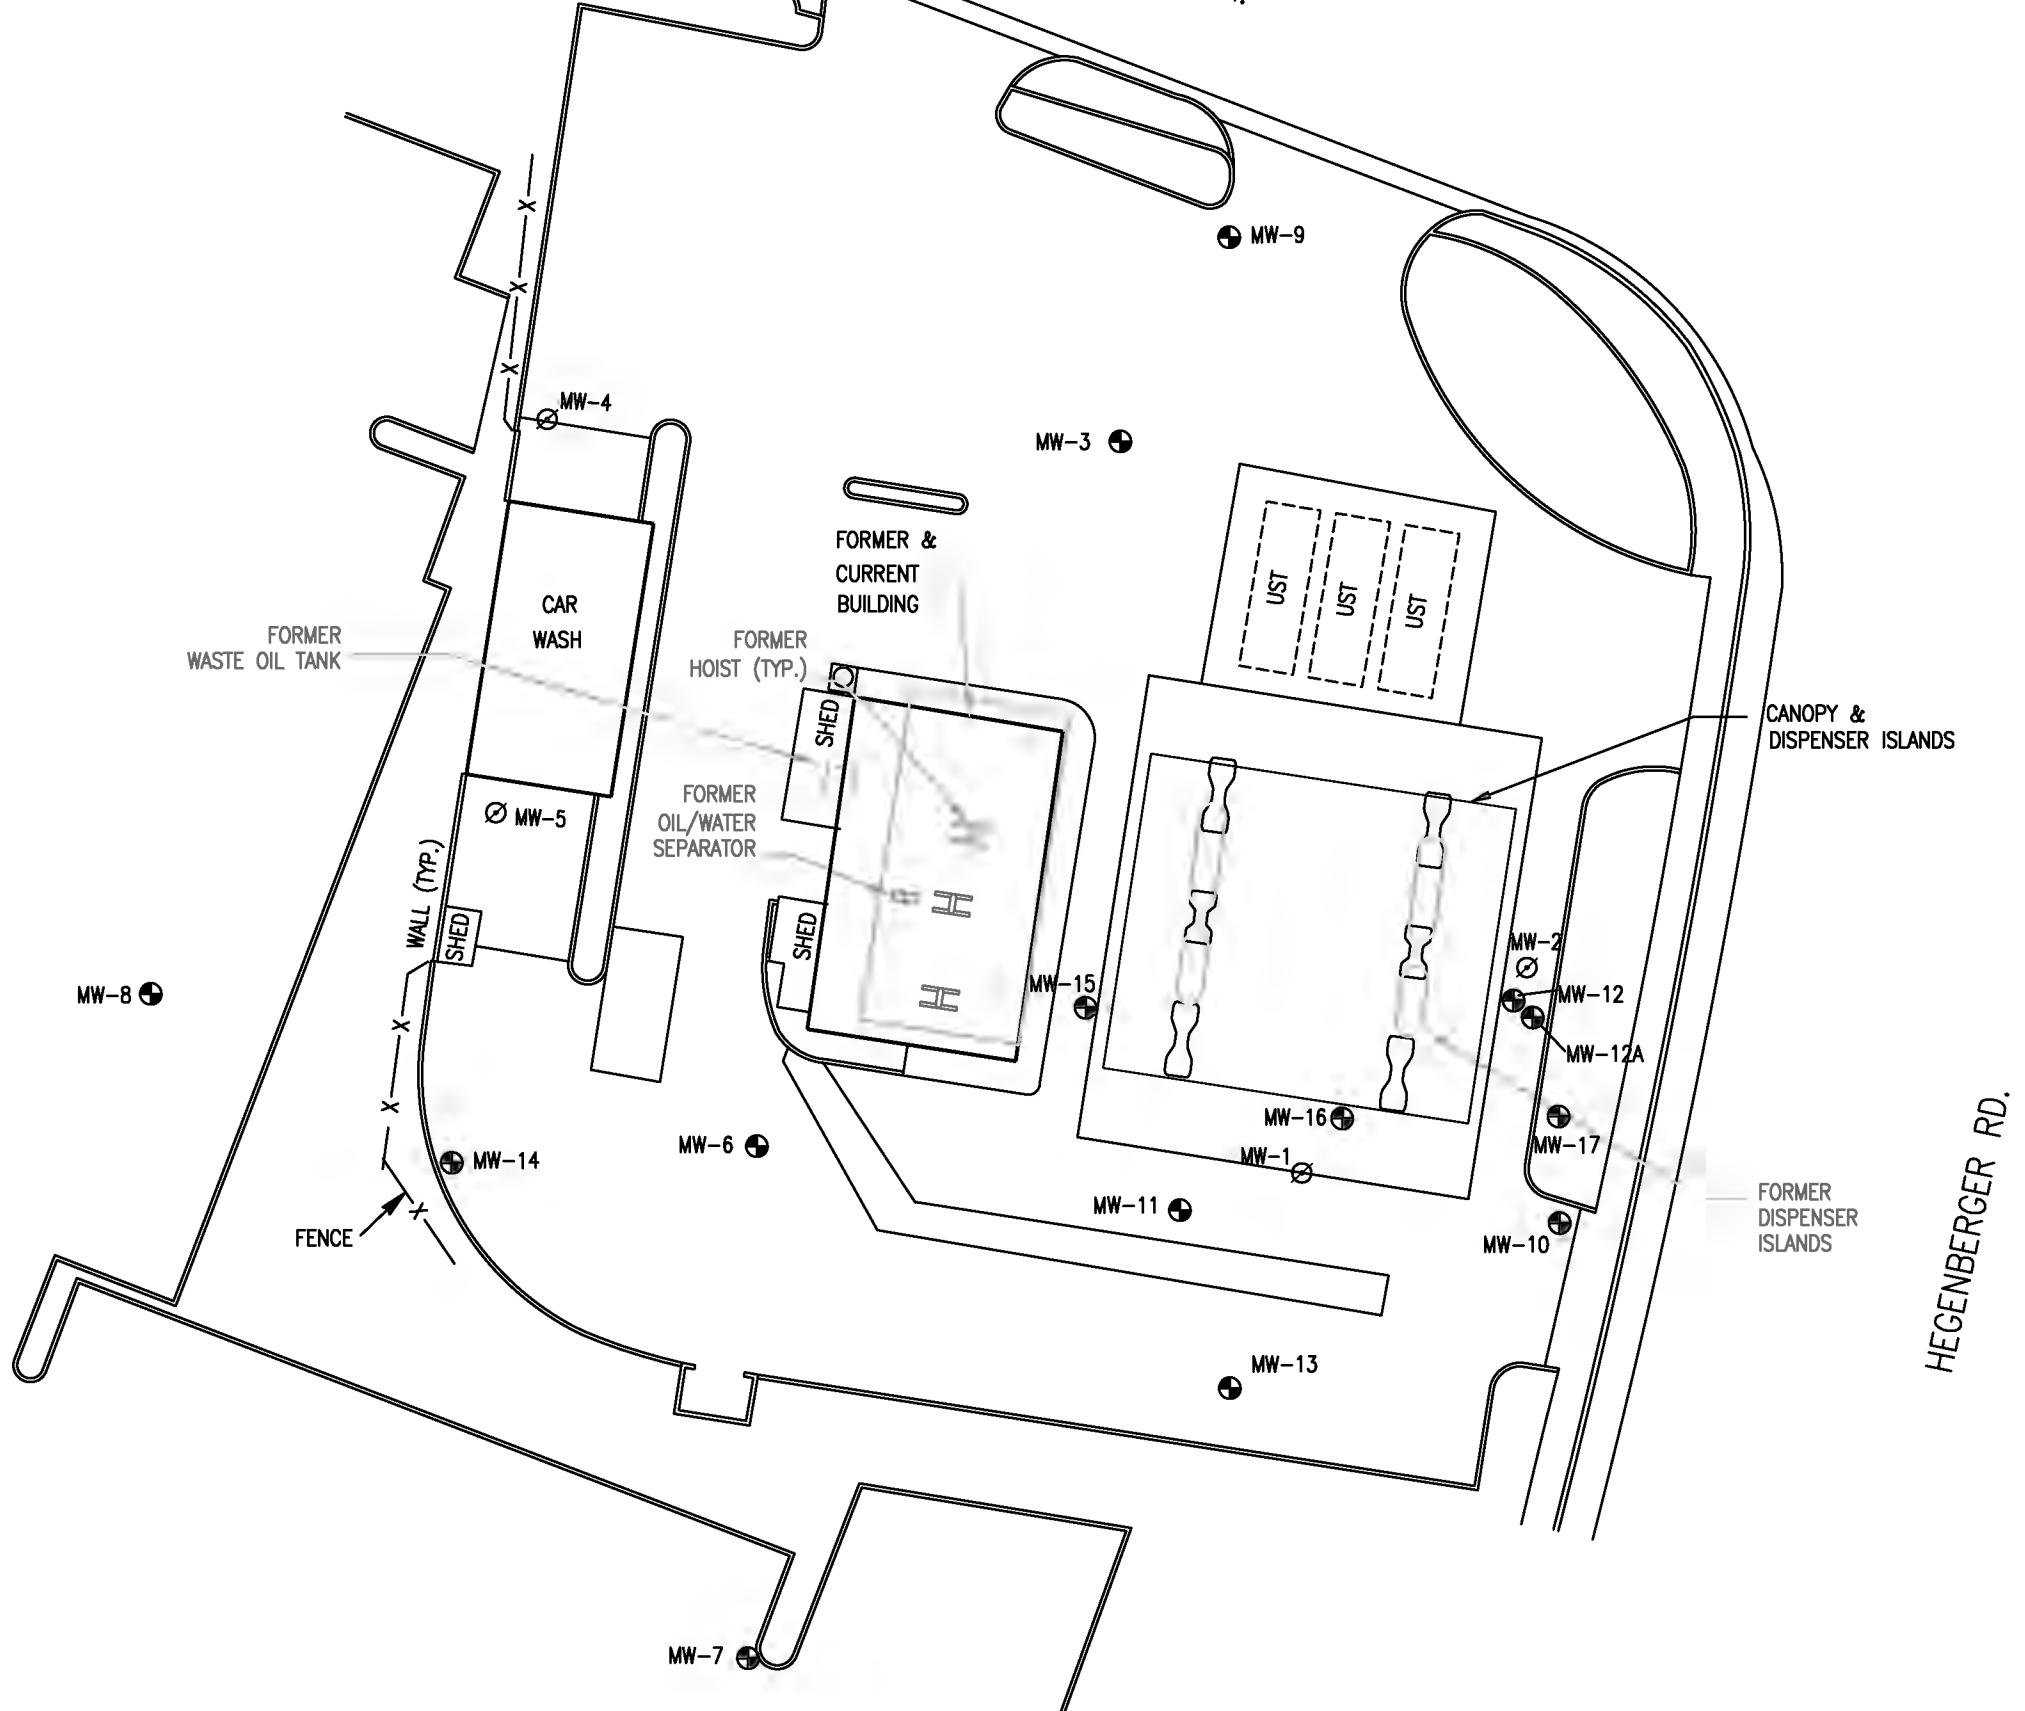 MW-9
MW-4
MW-3
FORMER &
CURRENT
BUILDING
UST
UST
UST
CAR
WASH
FORMER
WASTE OIL TANK
FORMER
HOIST (TYP.)
SHED
CANOPY &
DISPENSER ISLANDS
FORMER
OIL/WATER
SEPARATOR
MW-5
WALL (TYP.)
SHED
SHED
MW-2
MW-15
MW-12
MW-8
MW-12A
MW-16
MW-17
MW-6
MW-14
MW-1
MW-11
FORMER
DISPENSER
ISLANDS
FENCE
MW-10
HEGENBERGER RD.
MW-13
MW-7
X
X
X
X
X
X